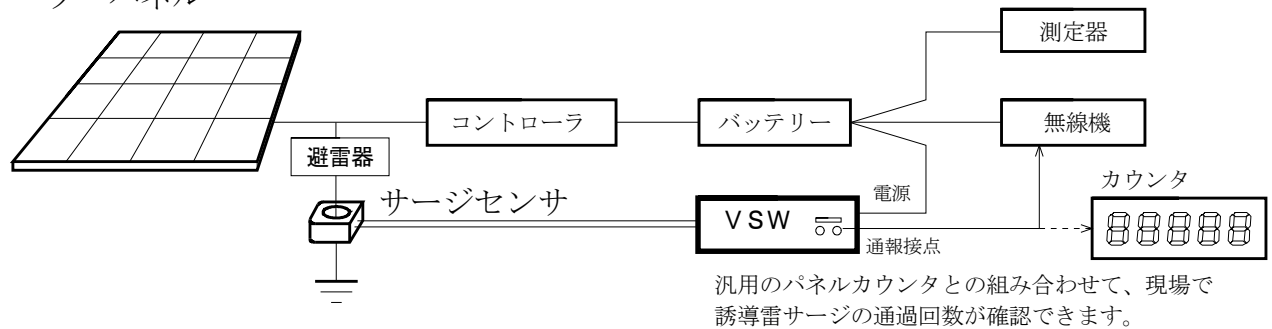 測定器
コントローラ
バッテリー
無線機
避雷器
カウンタ
サージセンサ
電源
VSW
通報接点
88888
汎用のパネルカウンタとの組み合わせて、現場で
誘導雷サージの通過回数が確認できます。